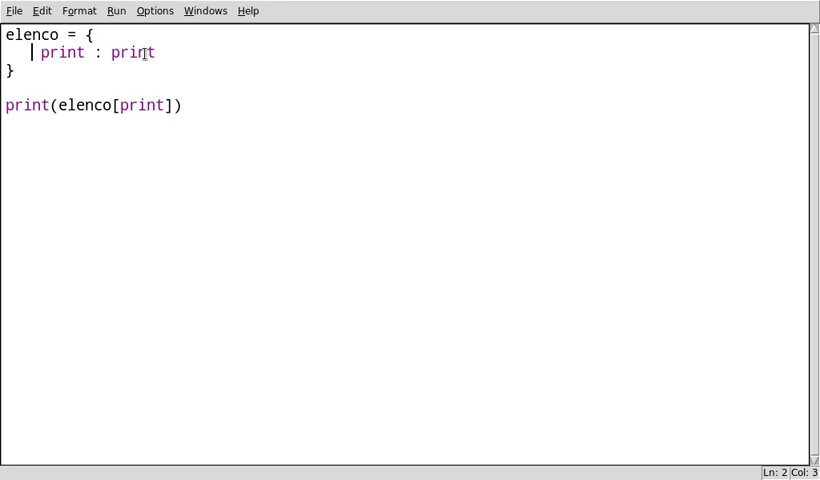 File Edit Format Run Options Windows Help
elenco = {
    print : print
}
print(elenco[print])
Ln: 2 Col: 3